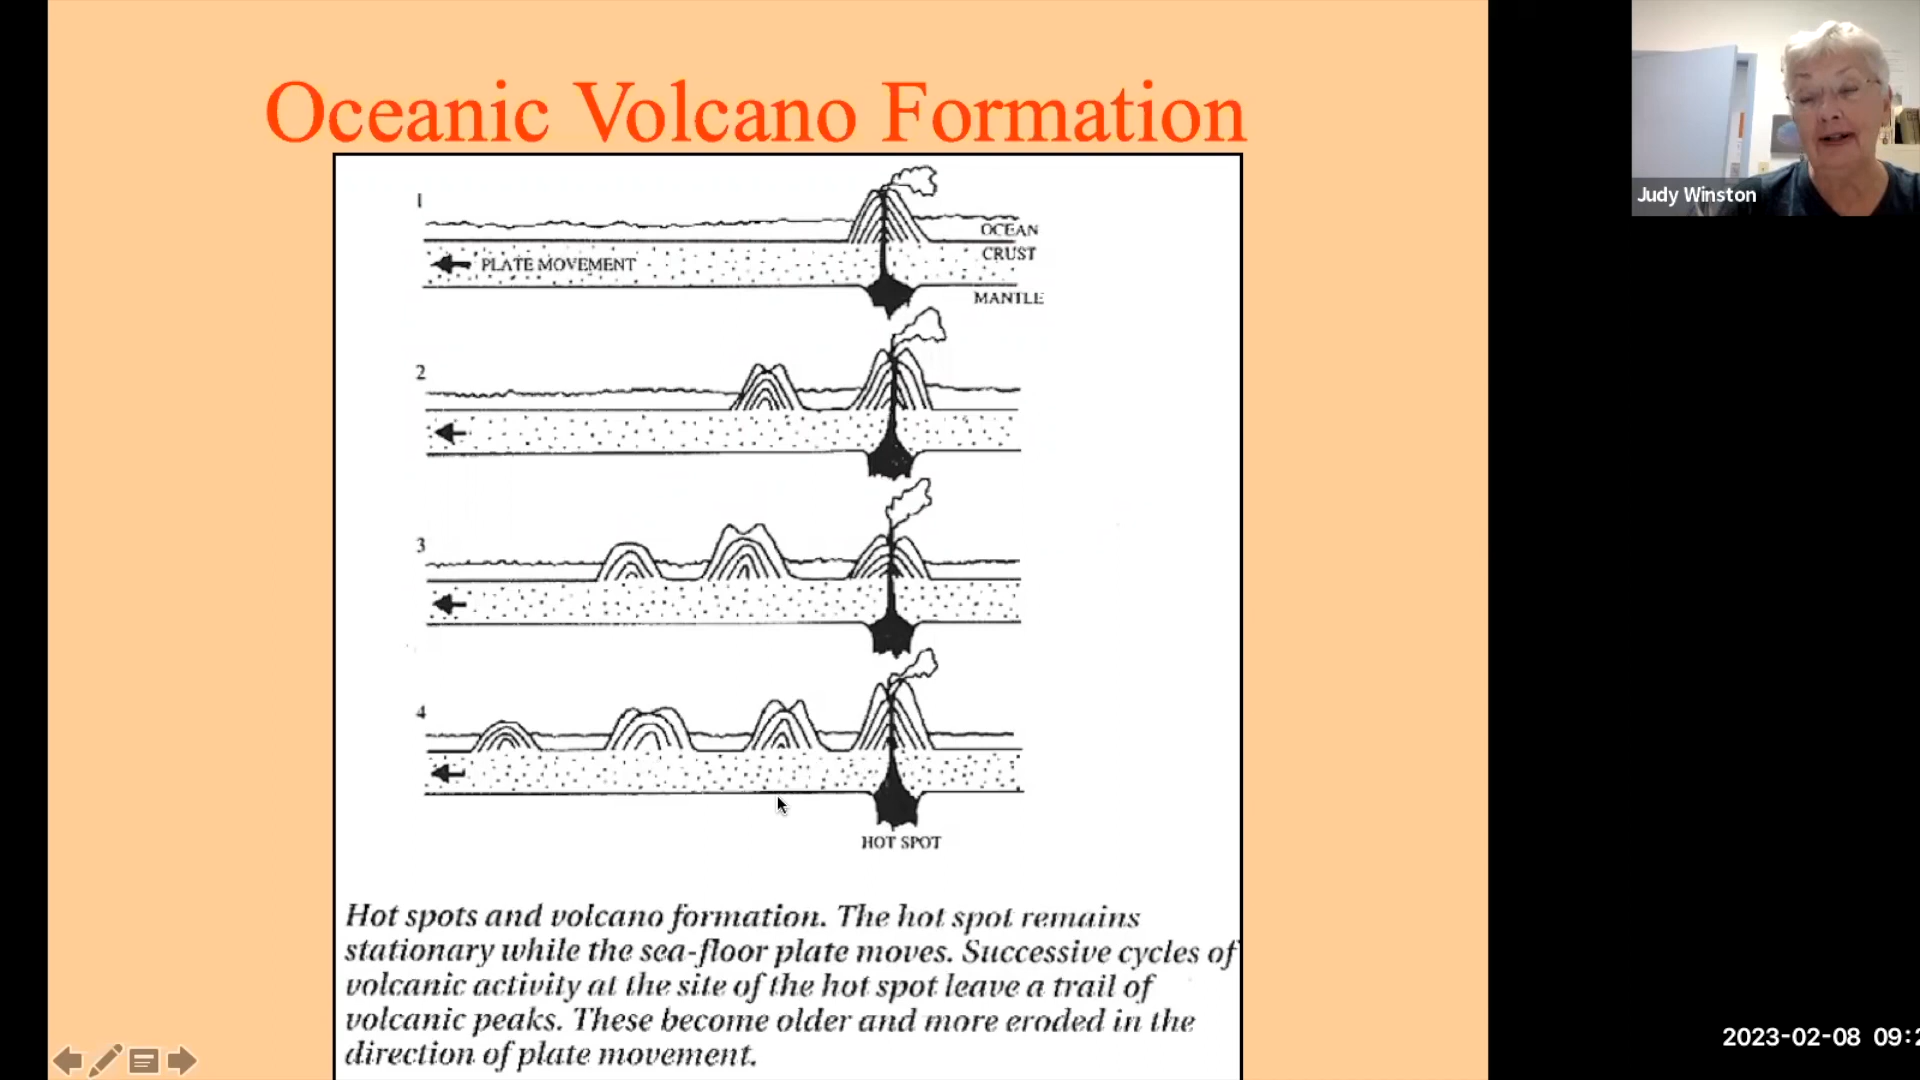 Oceanic Volcano Formation
1
OCEAN
CRUST
PLATE MOVEMENT
MANTLE
2
3
4
HOT SPOT
Hot spots and volcano formation. The hot spot remains
stationary while the sea-floor plate moves. Successive cycles of
volcanic activity at the site of the hot spot leave a trail of
volcanic peaks. These become older and more eroded in the
direction of plate movement.
Judy Winston
2023-02-08 09:2